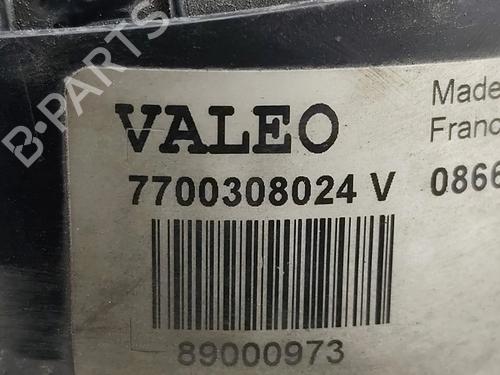 B-PARTS
VALEO
Made
Franc
7700308024 V
0866
89000973